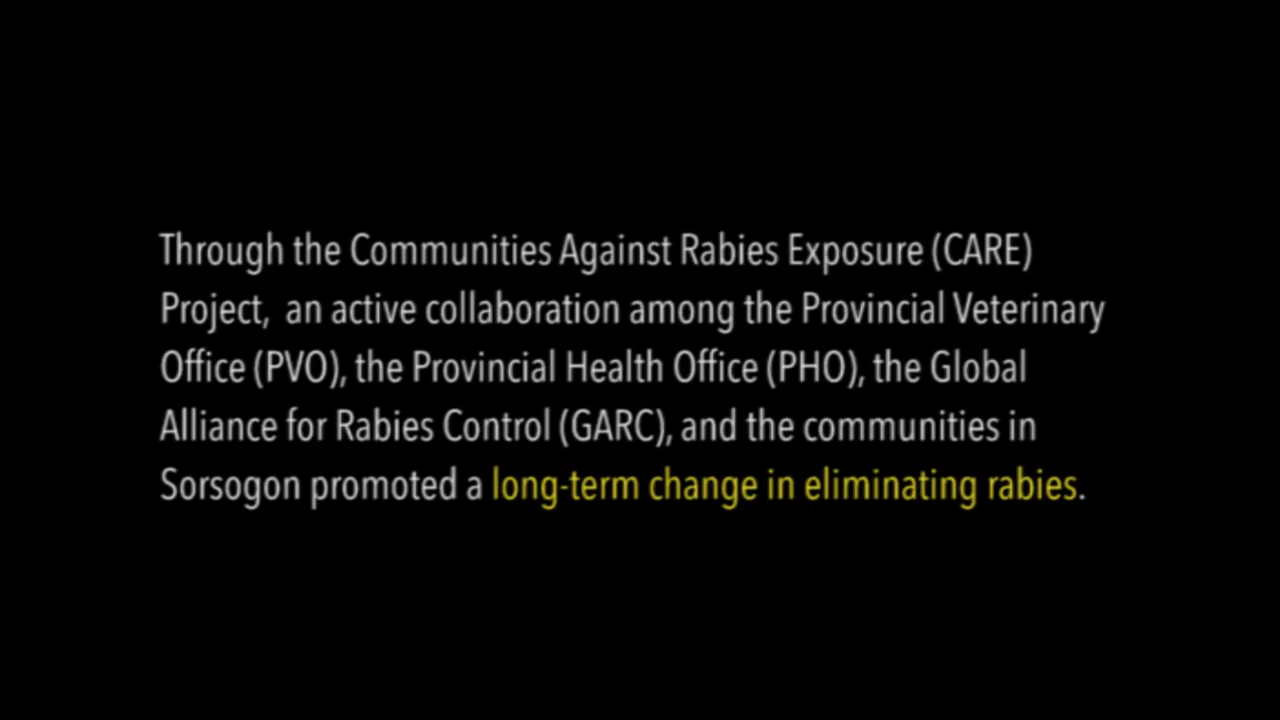 Through the Communities Against Rabies Exposure (CARE)
Project,  an active collaboration among the Provincial Veterinary
Office (PVO), the Provincial Health Office (PHO), the Global
Alliance for Rabies Control (GARC), and the communities in
Sorsogon promoted a long-term change in eliminating rabies.